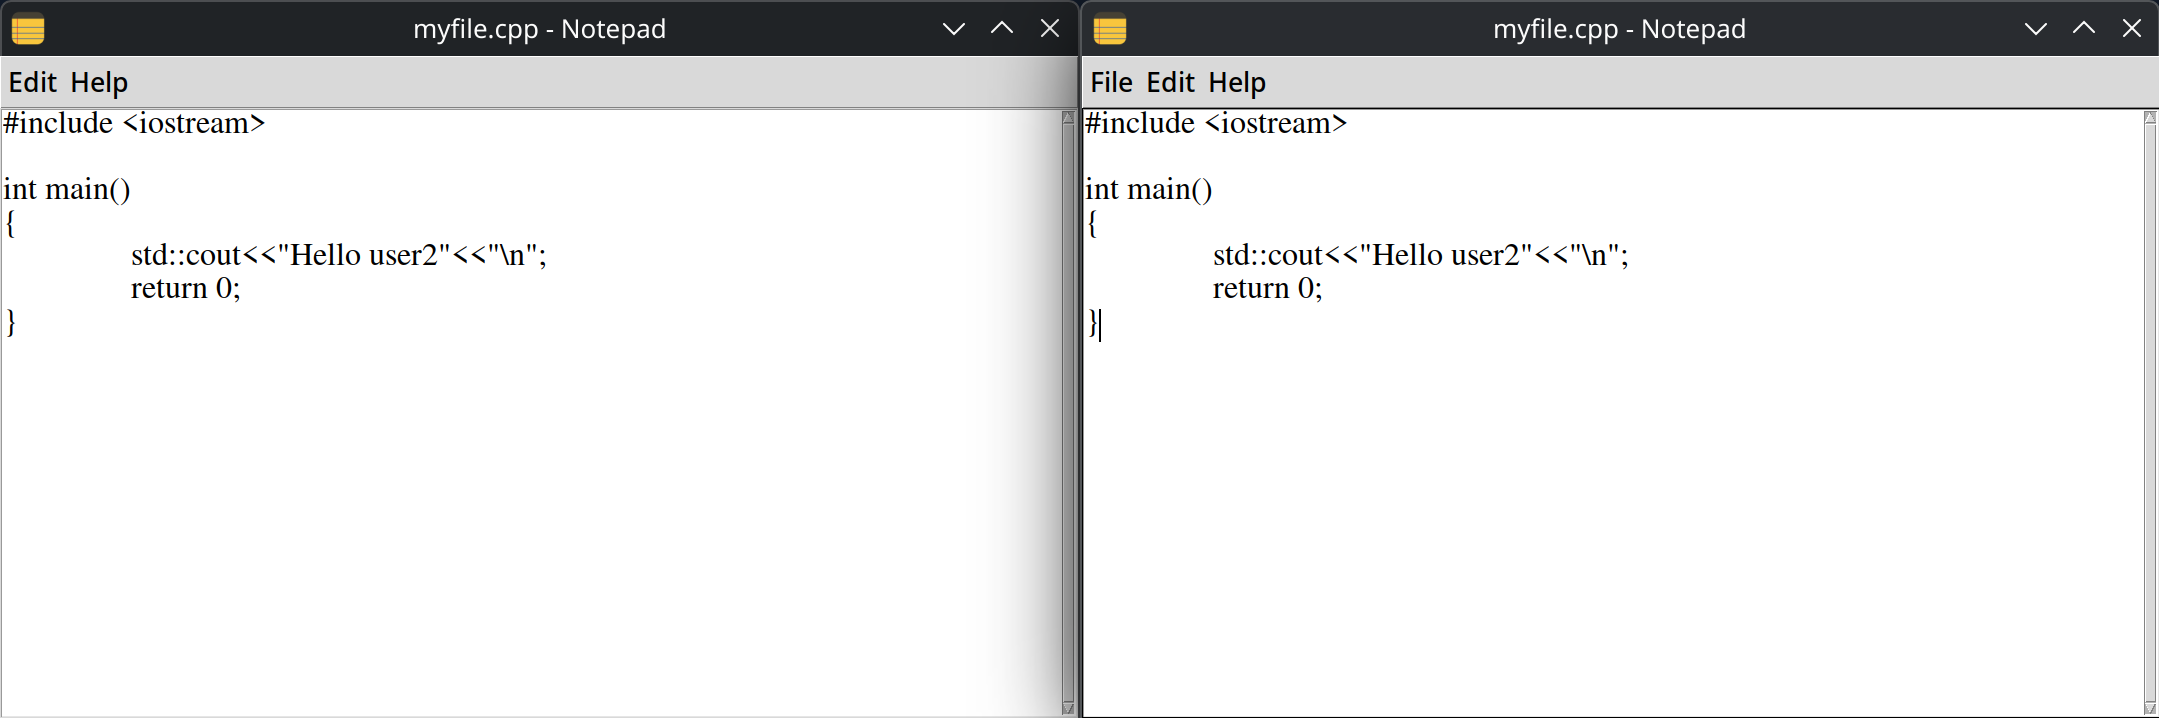 myfile.cpp - Notepad
Edit Help
#include <iostream>
int main()
{
std::cout<<"Hello user2"<<"\n";
return 0;
}
myfile.cpp - Notepad
File Edit Help
#include <iostream>
int main()
{
std::cout<<"Hello user2"<<"\n";
return 0;
}